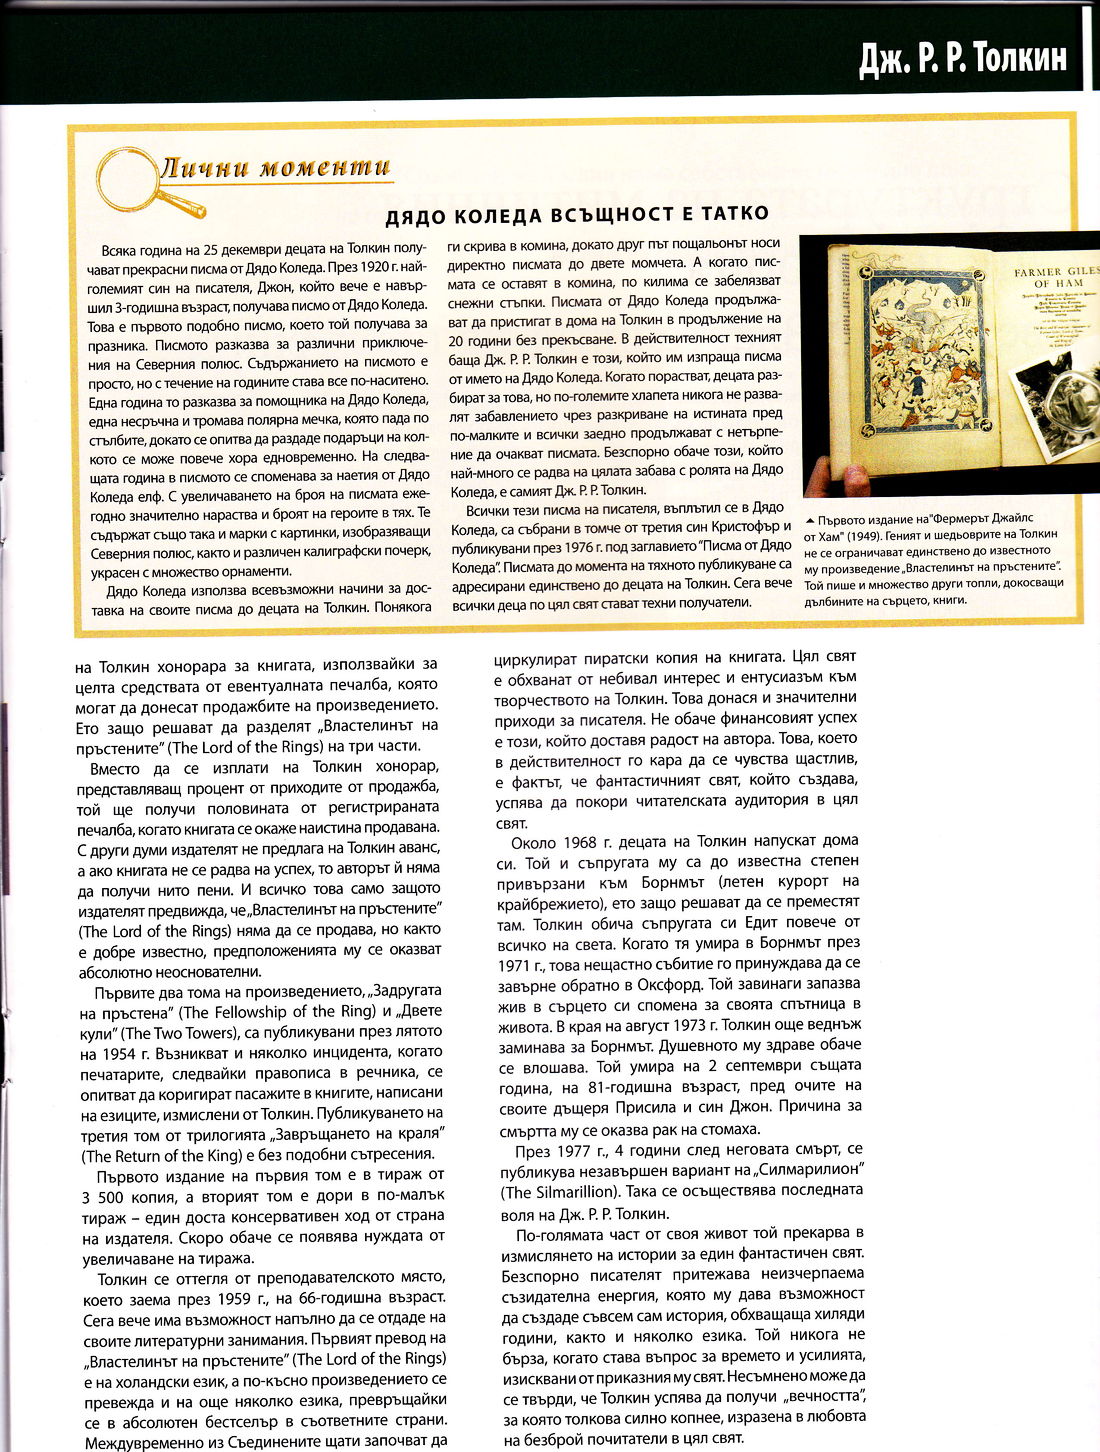 Дж. Р. Р. Толкин
Лични моменти
ДЯДО КОЛЕДА ВСЪЩНОСТ Е ТАТКО
Всяка година на 25 декември децата на Толкин полу-
чават прекрасни писма от Дядо Коледа. През 1920 г. най-
големият син на писателя, Джон, който вече е навър-
шил 3-годишна възраст, получава писмо от Дядо Коледа.
Това е първото подобно писмо, което той получава за
празника. Писмото разказва за различни приключе-
ния на Северния полюс. Съдържанието на писмото е
просто, но с течение на годините става все по-наситено.
Една година то разказва за помощника на Дядо Коледа,
една несръчна и тромава полярна мечка, която пада по
стълбите, докато се опитва да раздаде подаръци на кол-
кото се може повече хора едновременно. На следва-
щата година в писмото се споменава за наетия от Дядо
Коледа елф. С увеличаването на броя на писмата еже-
годно значително нараства и броят на героите в тях. Те
съдържат също така и марки с картинки, изобразяващи
Северния полюс, както и различен калиграфски почерк,
украсен с множество орнаменти.
Дядо Коледа използва всевъзможни начини за дос-
тавка на своите писма до децата на Толкин. Понякога
ги скрива в комина, докато друг път пощальонът носи
директно писмата до двете момчета. А когато пис-
мата се оставят в комина, по килима се забелязват
снежни стъпки. Писмата от Дядо Коледа продължа-
ват да пристигат в дома на Толкин в продължение на
20 години без прекъсване. В действителност техният
баща Дж. Р. Р. Толкин е този, който им изпраща писма
от името на Дядо Коледа. Когато порастват, децата раз-
бират за това, но по-големите хлапета никога не разва-
лят забавлението чрез разкриване на истината пред
по-малките и всички заедно продължават с нетърпе-
ние да очакват писмата. Безспорно обаче този, който
най-много се радва на цялата забава с ролята на Дядо
Коледа, е самият Дж. Р. Р. Толкин.
Всички тези писма на писателя, въплътил се в Дядо
Коледа, са събрани в томче от третия син Кристофър и
публикувани през 1976 г. под заглавието "Писма от Дядо
Коледа". Писмата до момента на тяхното публикуване са
адресирани единствено до децата на Толкин. Сега вече
всички деца по цял свят стават техни получатели.
FARMER GILES
OF HAM
▲ Първото издание на"Фермерът Джайлс
от Хам" (1949). Геният и шедьоврите на Толкин
не се ограничават единствено до известното
му произведение „Властелинът на пръстените".
Той пише и множество други топли, докосващи
дълбините на сърцето, книги.
на Толкин хонорара за книгата, използвайки за
целта средствата от евентуалната печалба, която
могат да донесат продажбите на произведението.
Ето защо решават да разделят „Властелинът на
пръстените" (The Lord of the Rings) на три части.
Вместо да се изплати на Толкин хонорар,
представляващ процент от приходите от продажба,
той ще получи половината от регистрираната
печалба, когато книгата се окаже наистина продавана.
С други думи издателят не предлага на Толкин аванс,
а ако книгата не се радва на успех, то авторът ѝ няма
да получи нито пени. И всичко това само защото
издателят предвижда, че „Властелинът на пръстените"
(The Lord of the Rings) няма да се продава, но както
е добре известно, предположенията му се оказват
абсолютно неоснователни.
Първите два тома на произведението, „Задругата
на пръстена" (The Fellowship of the Ring) и „Двете
кули" (The Two Towers), са публикувани през лятото
на 1954 г. Възникват и няколко инцидента, когато
печатарите, следвайки правописа в речника, се
опитват да коригират пасажите в книгите, написани
на езиците, измислени от Толкин. Публикуването на
третия том от трилогията „Завръщането на краля"
(The Return of the King) е без подобни сътресения.
Първото издание на първия том е в тираж от
3 500 копия, а вторият том е дори в по-малък
тираж – един доста консервативен ход от страна
на издателя. Скоро обаче се появява нуждата от
увеличаване на тиража.
Толкин се оттегля от преподавателското място,
което заема през 1959 г., на 66-годишна възраст.
Сега вече има възможност напълно да се отдаде на
своите литературни занимания. Първият превод на
„Властелинът на пръстените" (The Lord of the Rings)
е на холандски език, а по-късно произведението се
превежда и на още няколко езика, превръщайки
се в абсолютен бестселър в съответните страни.
Междувременно из Съединените щати започват да
циркулират пиратски копия на книгата. Цял свят
е обхванат от небивал интерес и ентусиазъм към
творчеството на Толкин. Това донася и значителни
приходи за писателя. Не обаче финансовият успех
е този, който доставя радост на автора. Това, което
в действителност го кара да се чувства щастлив,
е фактът, че фантастичният свят, който създава,
успява да покори читателската аудитория в цял
свят.
Около 1968 г. децата на Толкин напускат дома
си. Той и съпругата му са до известна степен
привързани към Борнмът (летен курорт на
крайбрежието), ето защо решават да се преместят
там. Толкин обича съпругата си Едит повече от
всичко на света. Когато тя умира в Борнмът през
1971 г., това нещастно събитие го принуждава да се
завърне обратно в Оксфорд. Той завинаги запазва
жив в сърцето си спомена за своята спътница в
живота. В края на август 1973 г. Толкин още веднъж
заминава за Борнмът. Душевното му здраве обаче
се влошава. Той умира на 2 септември същата
година, на 81-годишна възраст, пред очите на
своите дъщеря Присила и син Джон. Причина за
смъртта му се оказва рак на стомаха.
През 1977 г., 4 години след неговата смърт, се
публикува незавършен вариант на „Силмарилион"
(The Silmarillion). Така се осъществява последната
воля на Дж. Р. Р. Толкин.
По-голямата част от своя живот той прекарва в
измислянето на истории за един фантастичен свят.
Безспорно писателят притежава неизчерпаема
съзидателна енергия, която му дава възможност
да създаде съвсем сам история, обхващаща хиляди
години, както и няколко езика. Той никога не
бърза, когато става въпрос за времето и усилията,
изисквани от приказния му свят. Несъмнено може да
се твърди, че Толкин успява да получи „вечността",
за която толкова силно копнее, изразена в любовта
на безброй почитатели в цял свят.